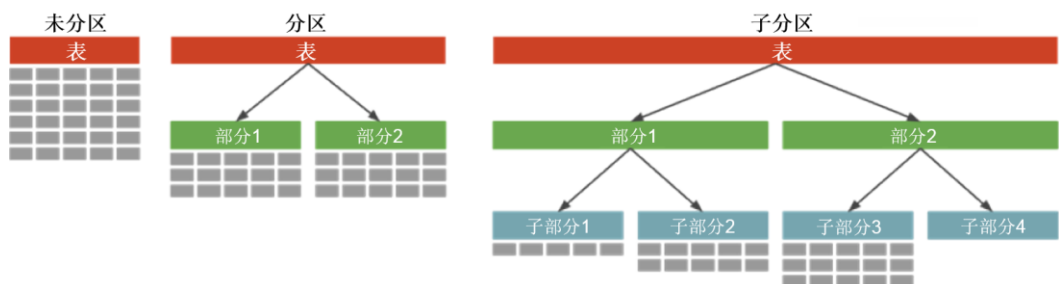 未分区
分区
子分区
表
表
表
部分1
部分2
部分1
部分2
子部分1
子部分2
子部分3
子部分4